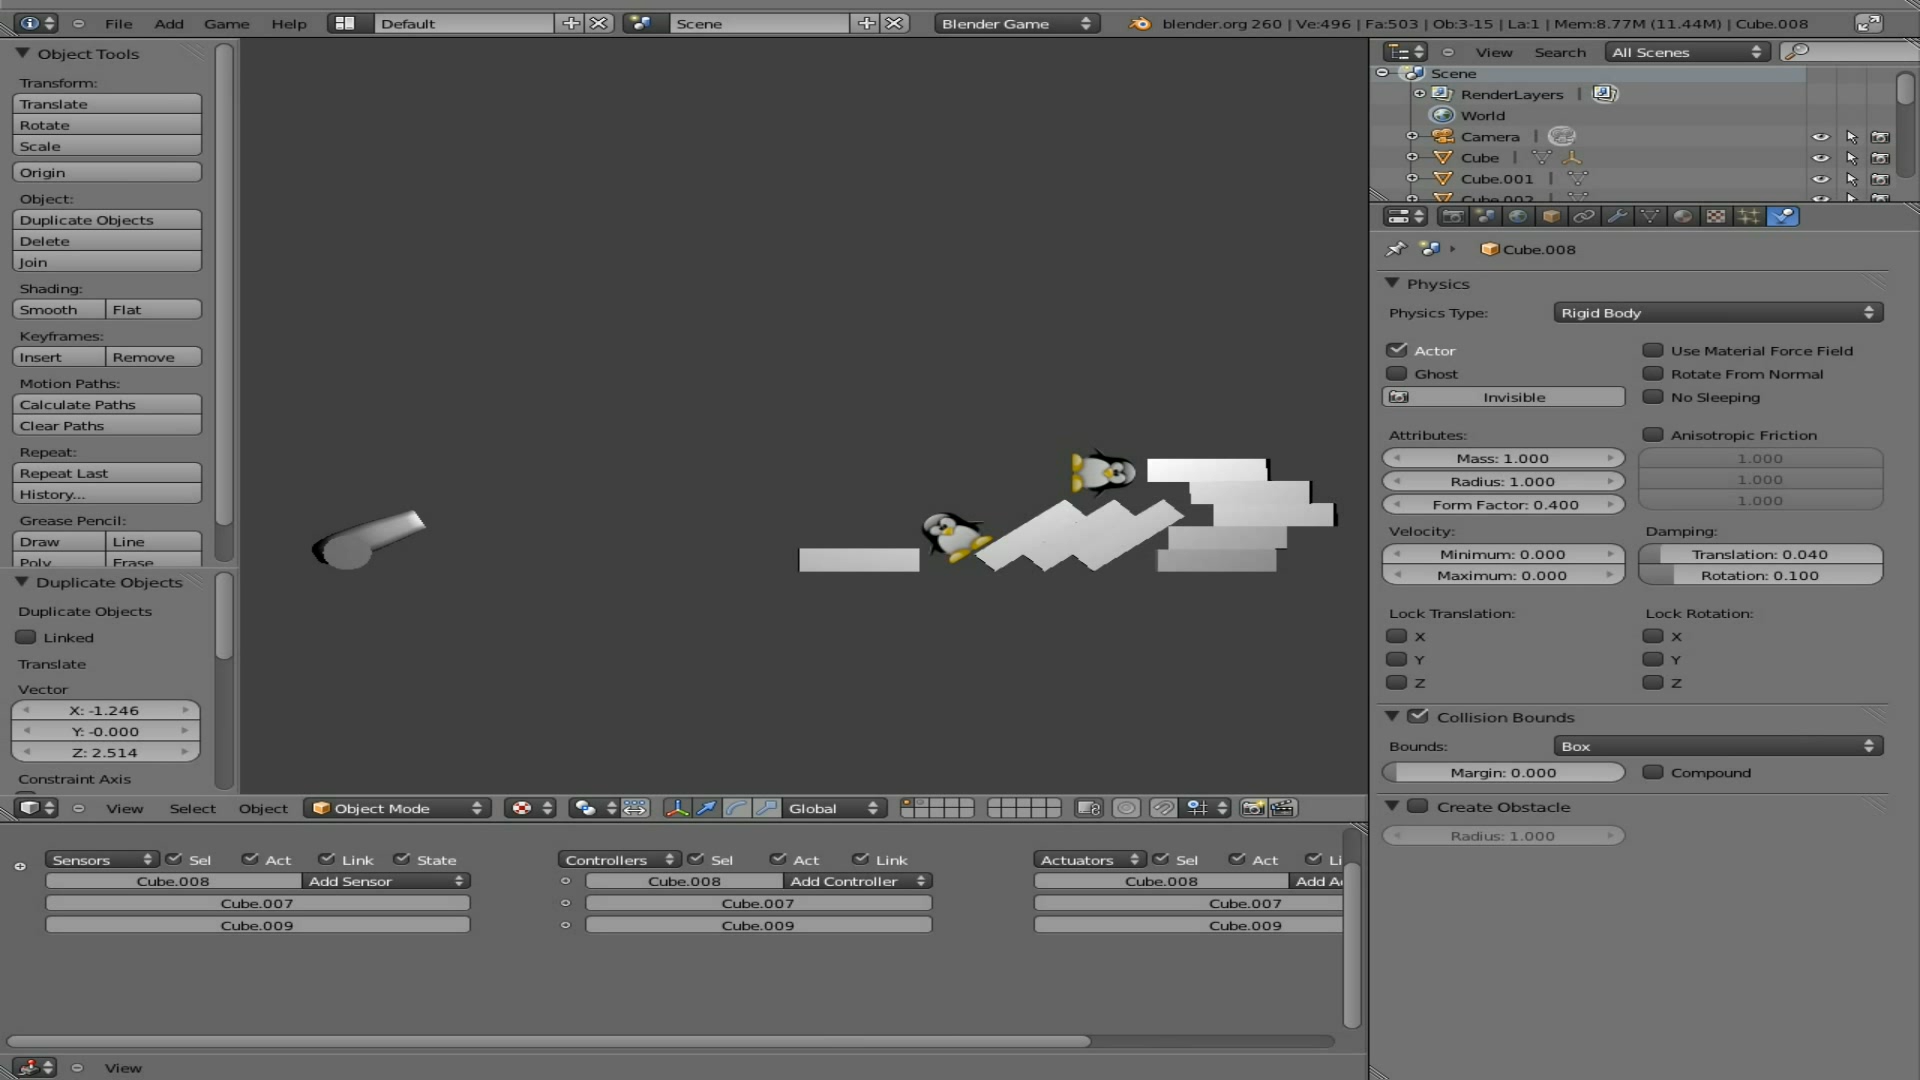 File Add Game Help Default Scene Blender Game blender.org 260 | Ve:496 | Fa:503 | Ob:3-15 | La:1 | Mem:8.77M (11.44M) | Cube.008
Object Tools
Transform:
Translate
Rotate
Scale
Origin
Object:
Duplicate Objects
Delete
Join
Shading:
Smooth Flat
Keyframes:
Insert Remove
Motion Paths:
Calculate Paths
Clear Paths
Repeat:
Repeat Last
History...
Grease Pencil:
Draw Line
Poly Erase
Duplicate Objects
Duplicate Objects
Linked
Translate
Vector
X: -1.246
Y: -0.000
Z: 2.514
Constraint Axis
View Search All Scenes
Scene
RenderLayers |
World
Camera |
Cube |
Cube.001 |
Cube.002
Cube.008
Physics
Physics Type: Rigid Body
Actor Use Material Force Field
Ghost Rotate From Normal
Invisible No Sleeping
Attributes: Anisotropic Friction
Mass: 1.000 1.000
Radius: 1.000 1.000
Form Factor: 0.400 1.000
Velocity: Damping:
Minimum: 0.000 Translation: 0.040
Maximum: 0.000 Rotation: 0.100
Lock Translation: Lock Rotation:
X X
Y Y
Z Z
Collision Bounds
Bounds: Box
Margin: 0.000 Compound
Create Obstacle
Radius: 1.000
View Select Object Object Mode Global
Sensors Sel Act Link State Controllers Sel Act Link Actuators Sel Act Li
Cube.008 Add Sensor Cube.008 Add Controller Cube.008 Add A
Cube.007 Cube.007 Cube.007
Cube.009 Cube.009 Cube.009
View